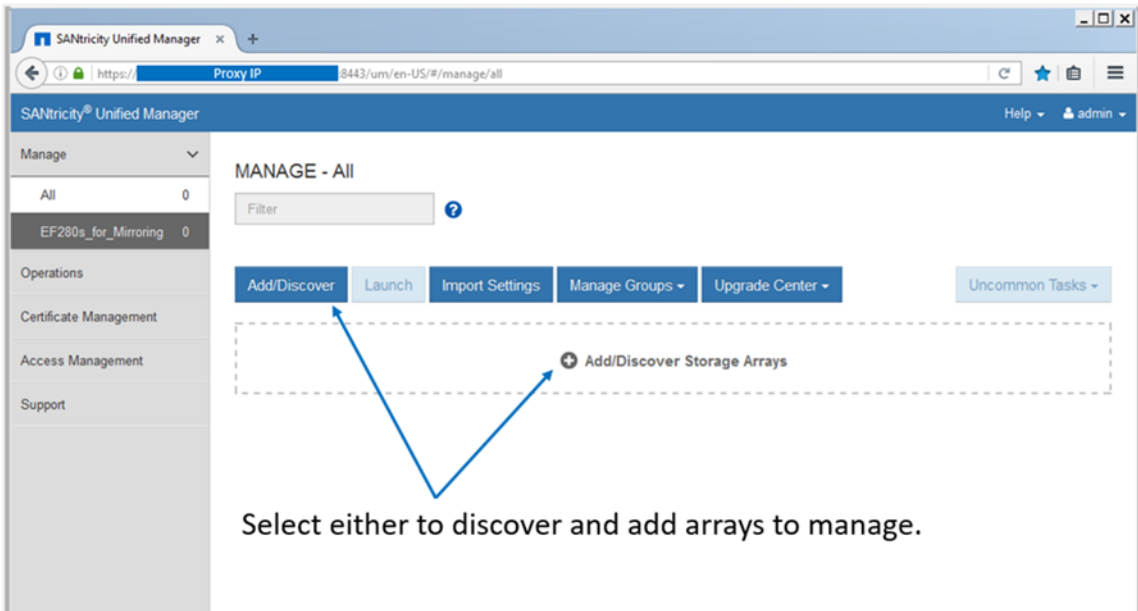 SANtricity Unified Manager × +
https:// Proxy IP :8443/um/en-US/#/manage/all
SANtricity® Unified Manager Help admin
Manage
MANAGE - All
All 0
Filter ?
EF280s_for_Mirroring 0
Operations
Add/Discover Launch Import Settings Manage Groups Upgrade Center Uncommon Tasks
Certificate Management
Access Management
Add/Discover Storage Arrays
Support
Select either to discover and add arrays to manage.